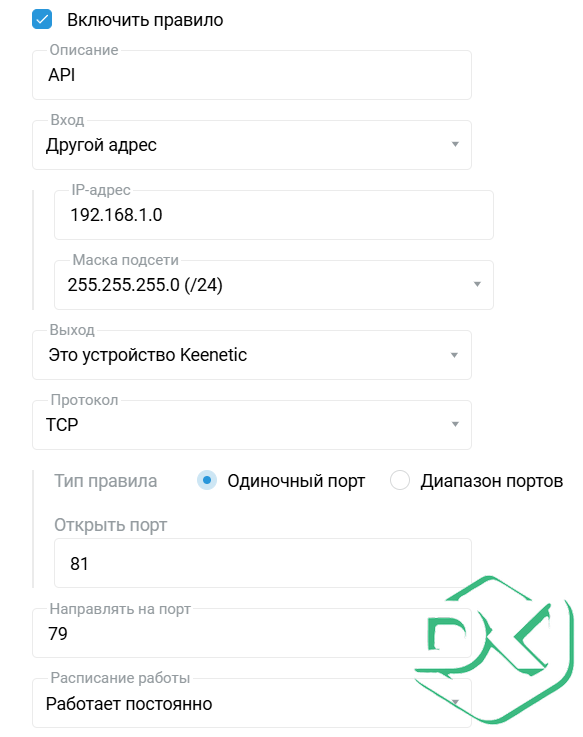 Включить правило
Описание
API
Вход
Другой адрес
IP-адрес
192.168.1.0
Маска подсети
255.255.255.0 (/24)
Выход
Это устройство Keenetic
Протокол
TCP
Тип правила Одиночный порт Диапазон портов
Открыть порт
81
Направлять на порт
79
Расписание работы
Работает постоянно
DX